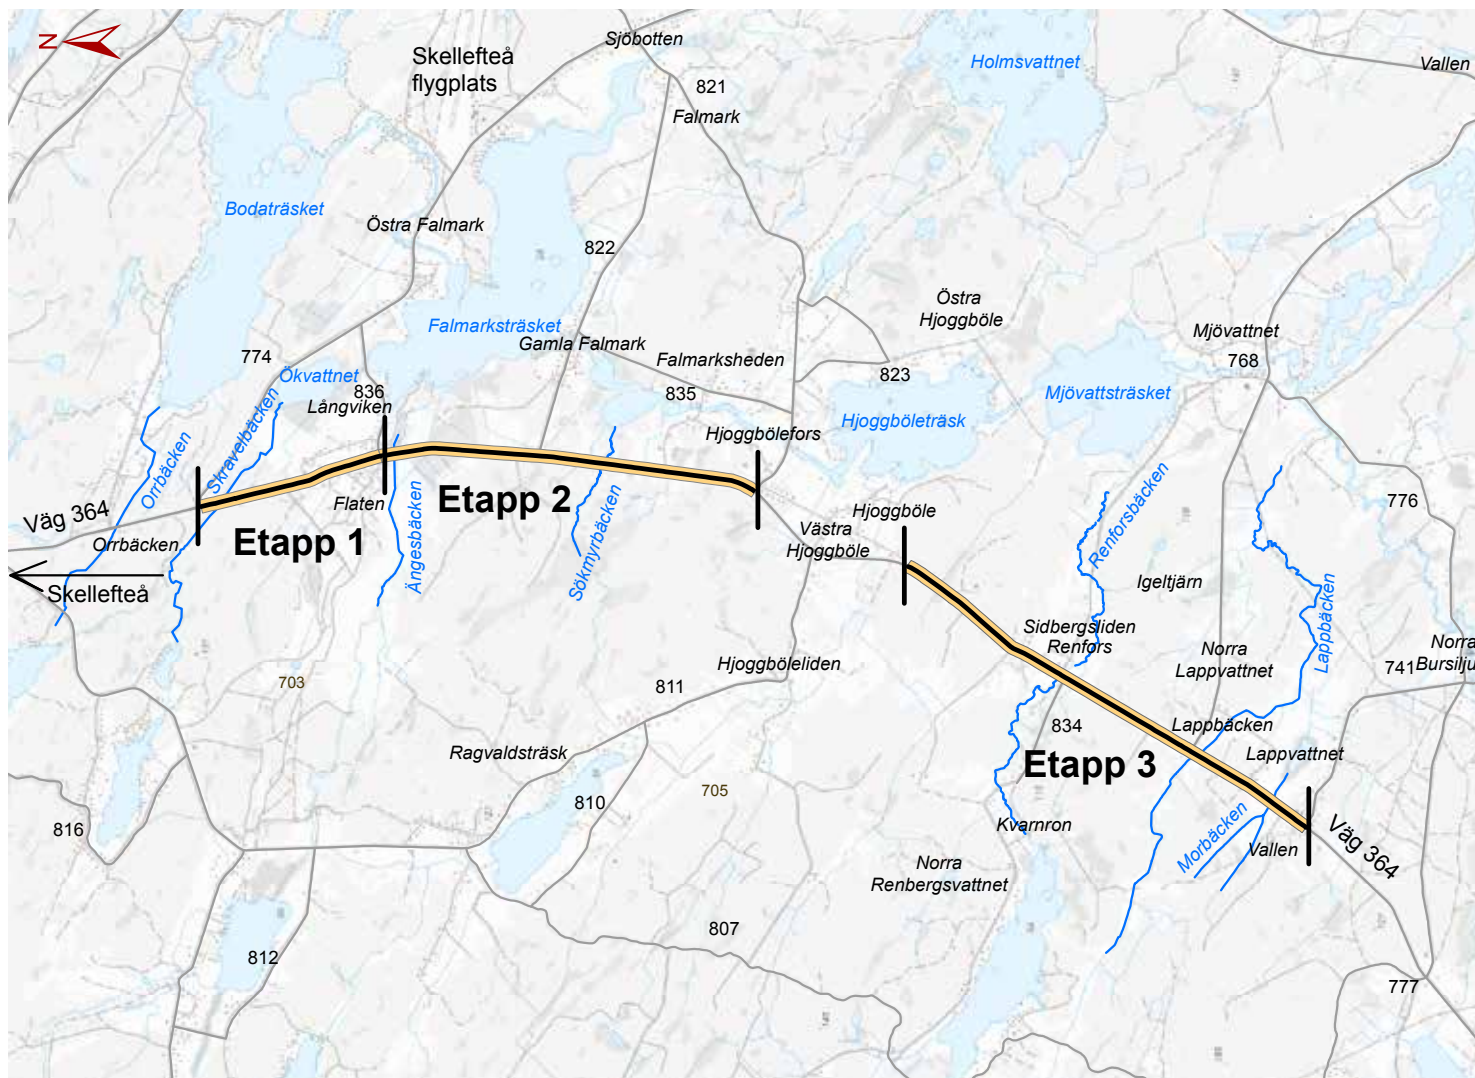 N
Skellefteå
flygplats
Sjöbotten
Holmsvattnet
Vallen
821
Falmark
Bodaträsket
Östra Falmark
822
Östra
Hjoggböle
Falmarksträsket
Gamla Falmark
Mjövattnet
774
Falmarksheden
768
Ökvattnet
823
836
835
Mjövattsträsket
Långviken
Hjoggböleträsk
Hjoggbölefors
Orrbäcken
Skravelbäcken
Flaten
Etapp 2
776
Väg 364
Hjoggböle
Västra
Hjoggböle
Renforsbäcken
Orrbäcken
Etapp 1
Ängesbäcken
Sökmyrbäcken
Igeltjärn
Skellefteå
Lappbäcken
Sidbergsliden
Renfors
Norra
Lappvattnet
Norra
Bursilju
741
Hjoggböleliden
703
811
834
Lappbäcken
Ragvaldsträsk
Lappvattnet
Etapp 3
705
810
816
Kvarnron
Morbäcken
Vallen
Väg 364
Norra
Renbergsvattnet
807
812
777